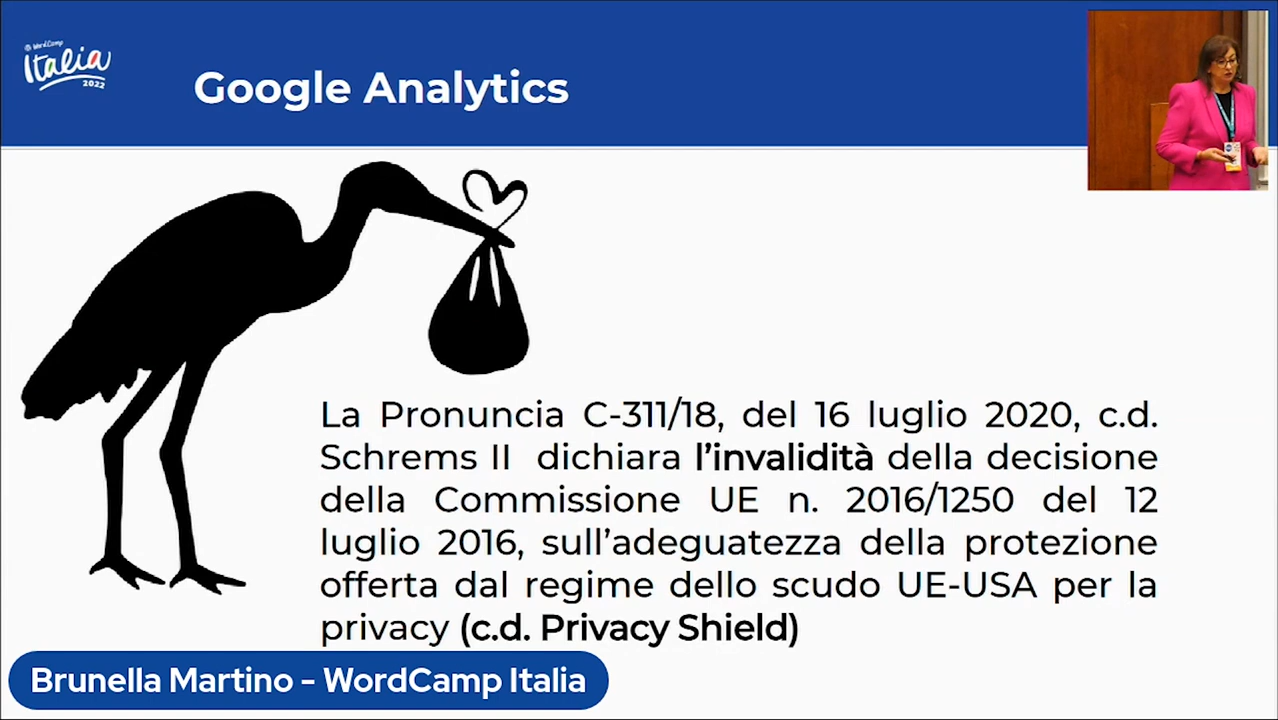 WordCamp
Italia
2022
Google Analytics
La Pronuncia C-311/18, del 16 luglio 2020, c.d.
Schrems II dichiara l’invalidità della decisione
della Commissione UE n. 2016/1250 del 12
luglio 2016, sull’adeguatezza della protezione
offerta dal regime dello scudo UE-USA per la
privacy (c.d. Privacy Shield)
Brunella Martino - WordCamp Italia